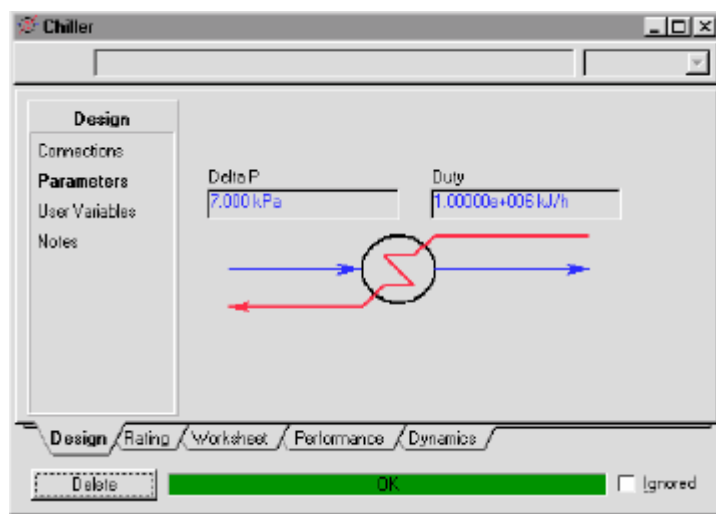 Chiller
Design
Connections
Parameters
User Variables
Notes
Delta P
Duty
7.000 kPa
1.00000e+006 kJ/h
Design
Rating
Worksheet
Performance
Dynamics
Delete
OK
Ignored